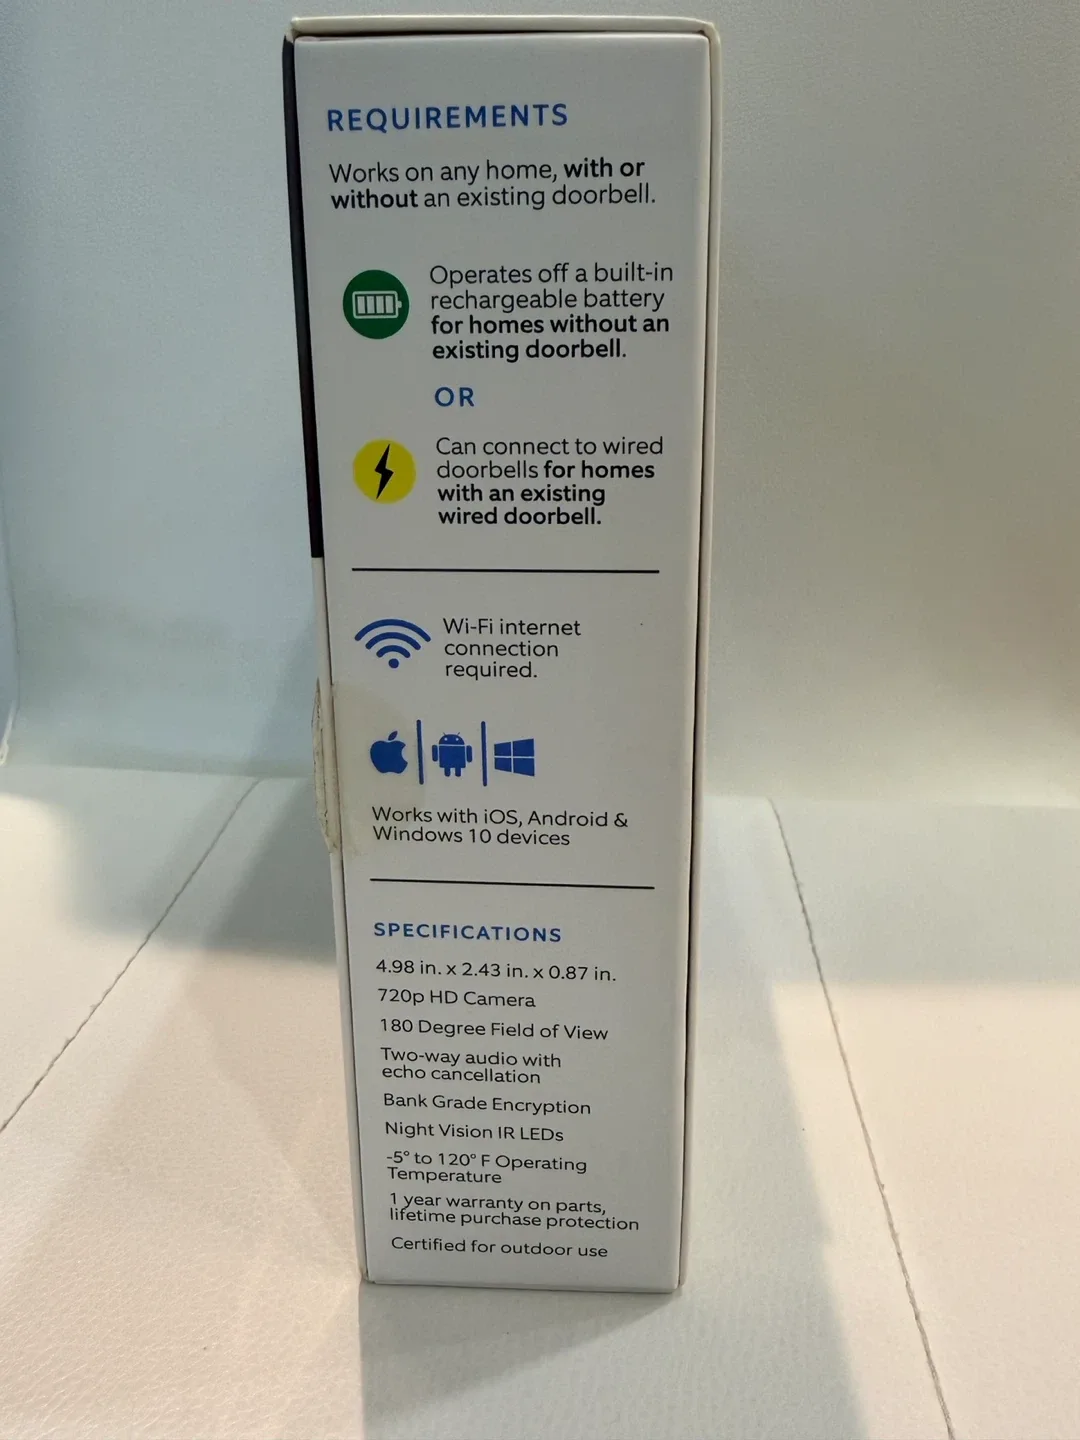 REQUIREMENTS
Works on any home, with or
without an existing doorbell.
Operates off a built-in
rechargeable battery
for homes without an
existing doorbell.
OR
Can connect to wired
doorbells for homes
with an existing
wired doorbell.
Wi-Fi internet
connection
required.
Works with iOS, Android &
Windows 10 devices
SPECIFICATIONS
4.98 in. x 2.43 in. x 0.87 in.
720p HD Camera
180 Degree Field of View
Two-way audio with
echo cancellation
Bank Grade Encryption
Night Vision IR LEDs
-5° to 120° F Operating
Temperature
1 year warranty on parts,
lifetime purchase protection
Certified for outdoor use